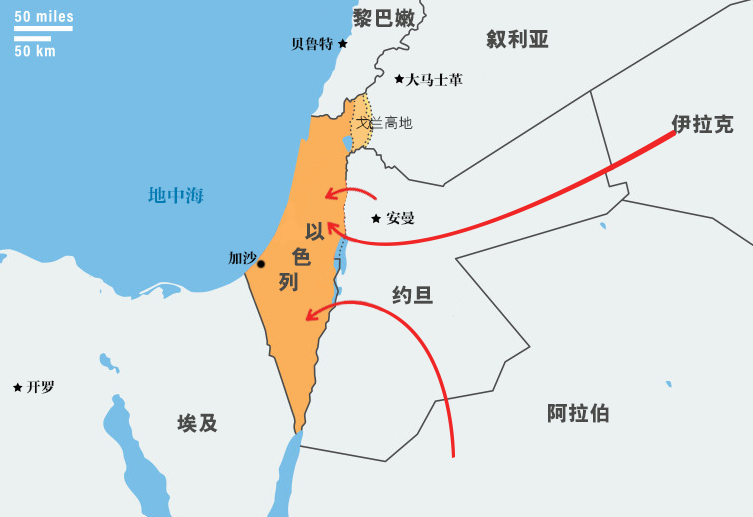 50 miles
50 km
黎巴嫩
贝鲁特
叙利亚
大马士革
戈兰高地
伊拉克
地中海
安曼
以
色
列
加沙
约旦
开罗
埃及
阿拉伯